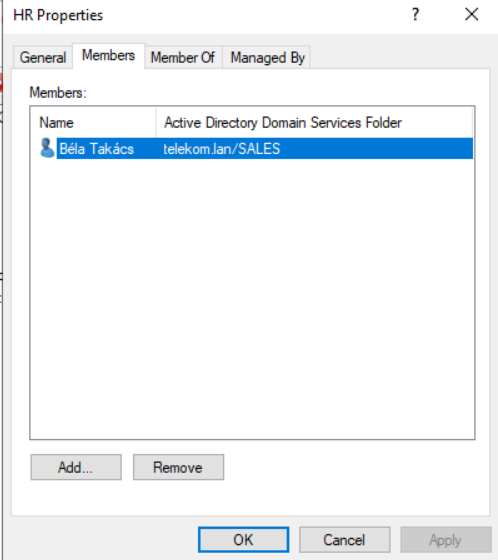 HR Properties ? ×
General Members Member Of Managed By
Members:
Name Active Directory Domain Services Folder
Béla Takács telekom.lan/SALES
Add... Remove
OK Cancel Apply